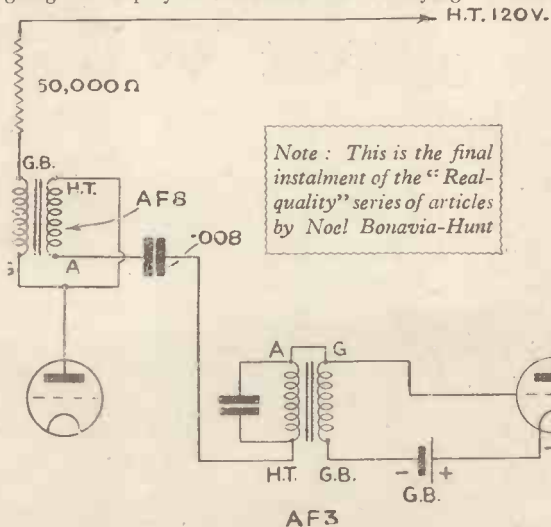 H.T. 120V.
50,000 Ω
G.B.
H.T.
AF8
.008
A
Note : This is the final
instalment of the “ Real-
quality” series of articles
by Noel Bonavia-Hunt
A G
H.T. G.B.
- +
G.B.
AF3